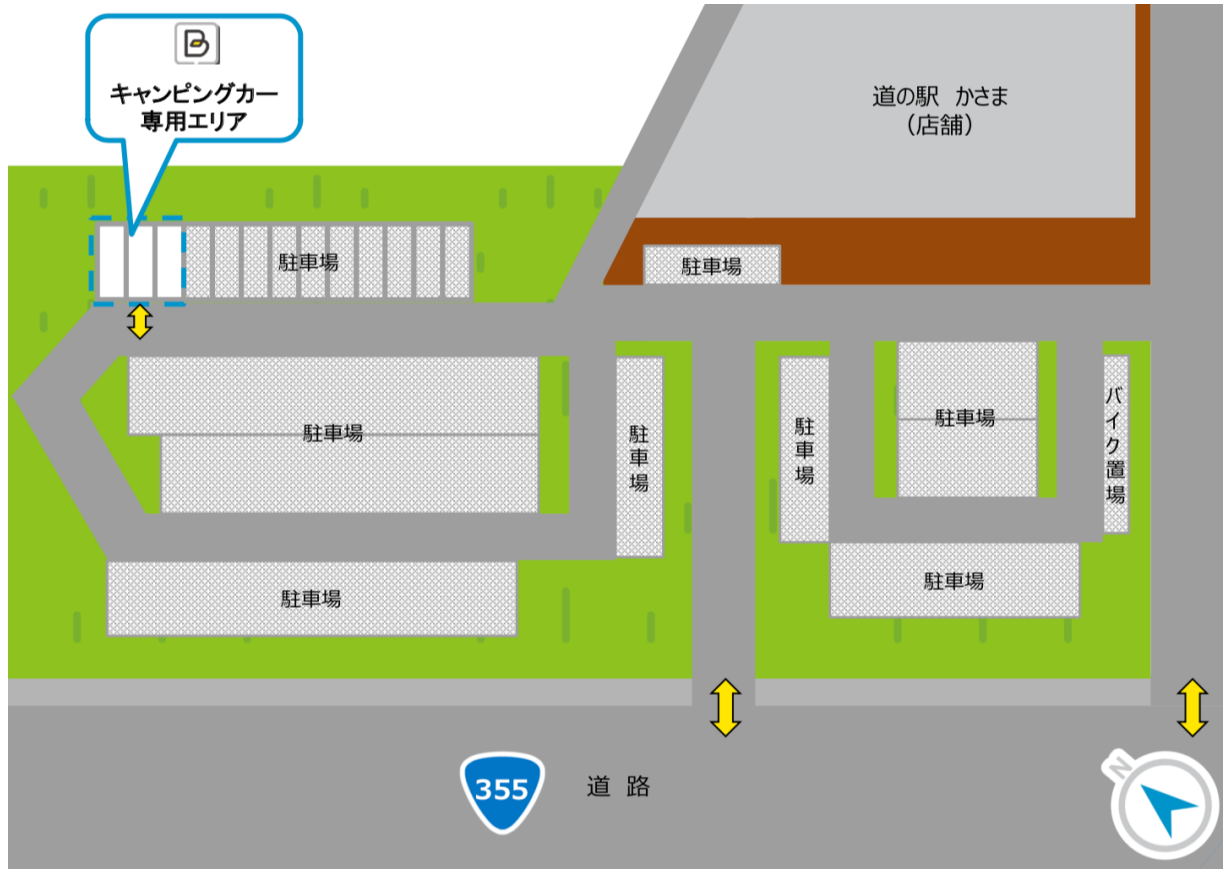 B
キャンピングカー
専用エリア
道の駅 かさま
(店舗)
駐車場
駐車場
駐車場
駐車場
駐車場
駐車場
バイク置場
駐車場
駐車場
355
道 路
N